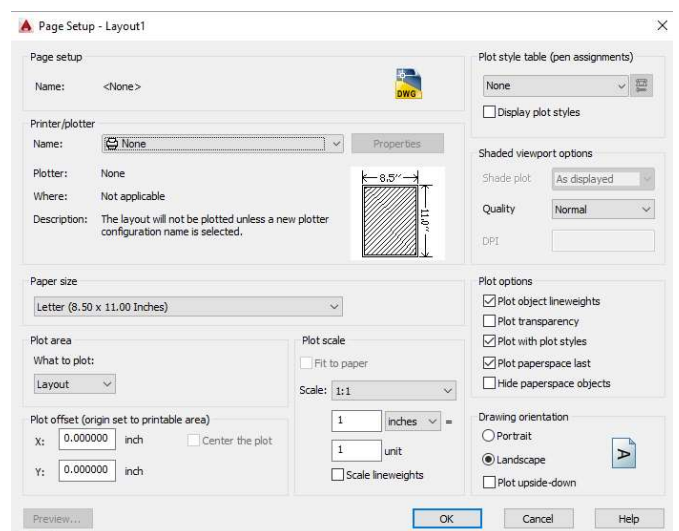 Page Setup - Layout1
Page setup
Name: <None>
DWG
Printer/plotter
Name: None
Properties
Plotter: None
Where: Not applicable
Description: The layout will not be plotted unless a new plotter
configuration name is selected.
8.5''
11.0''
Paper size
Letter (8.50 x 11.00 Inches)
Plot area
What to plot:
Layout
Plot offset (origin set to printable area)
X: 0.000000 inch
Center the plot
Y: 0.000000 inch
Plot scale
Fit to paper
Scale: 1:1
1 inches =
1 unit
Scale lineweights
Plot style table (pen assignments)
None
Display plot styles
Shaded viewport options
Shade plot As displayed
Quality Normal
DPI
Plot options
Plot object lineweights
Plot transparency
Plot with plot styles
Plot paperspace last
Hide paperspace objects
Drawing orientation
Portrait
Landscape
A
Plot upside-down
Preview...
OK
Cancel
Help